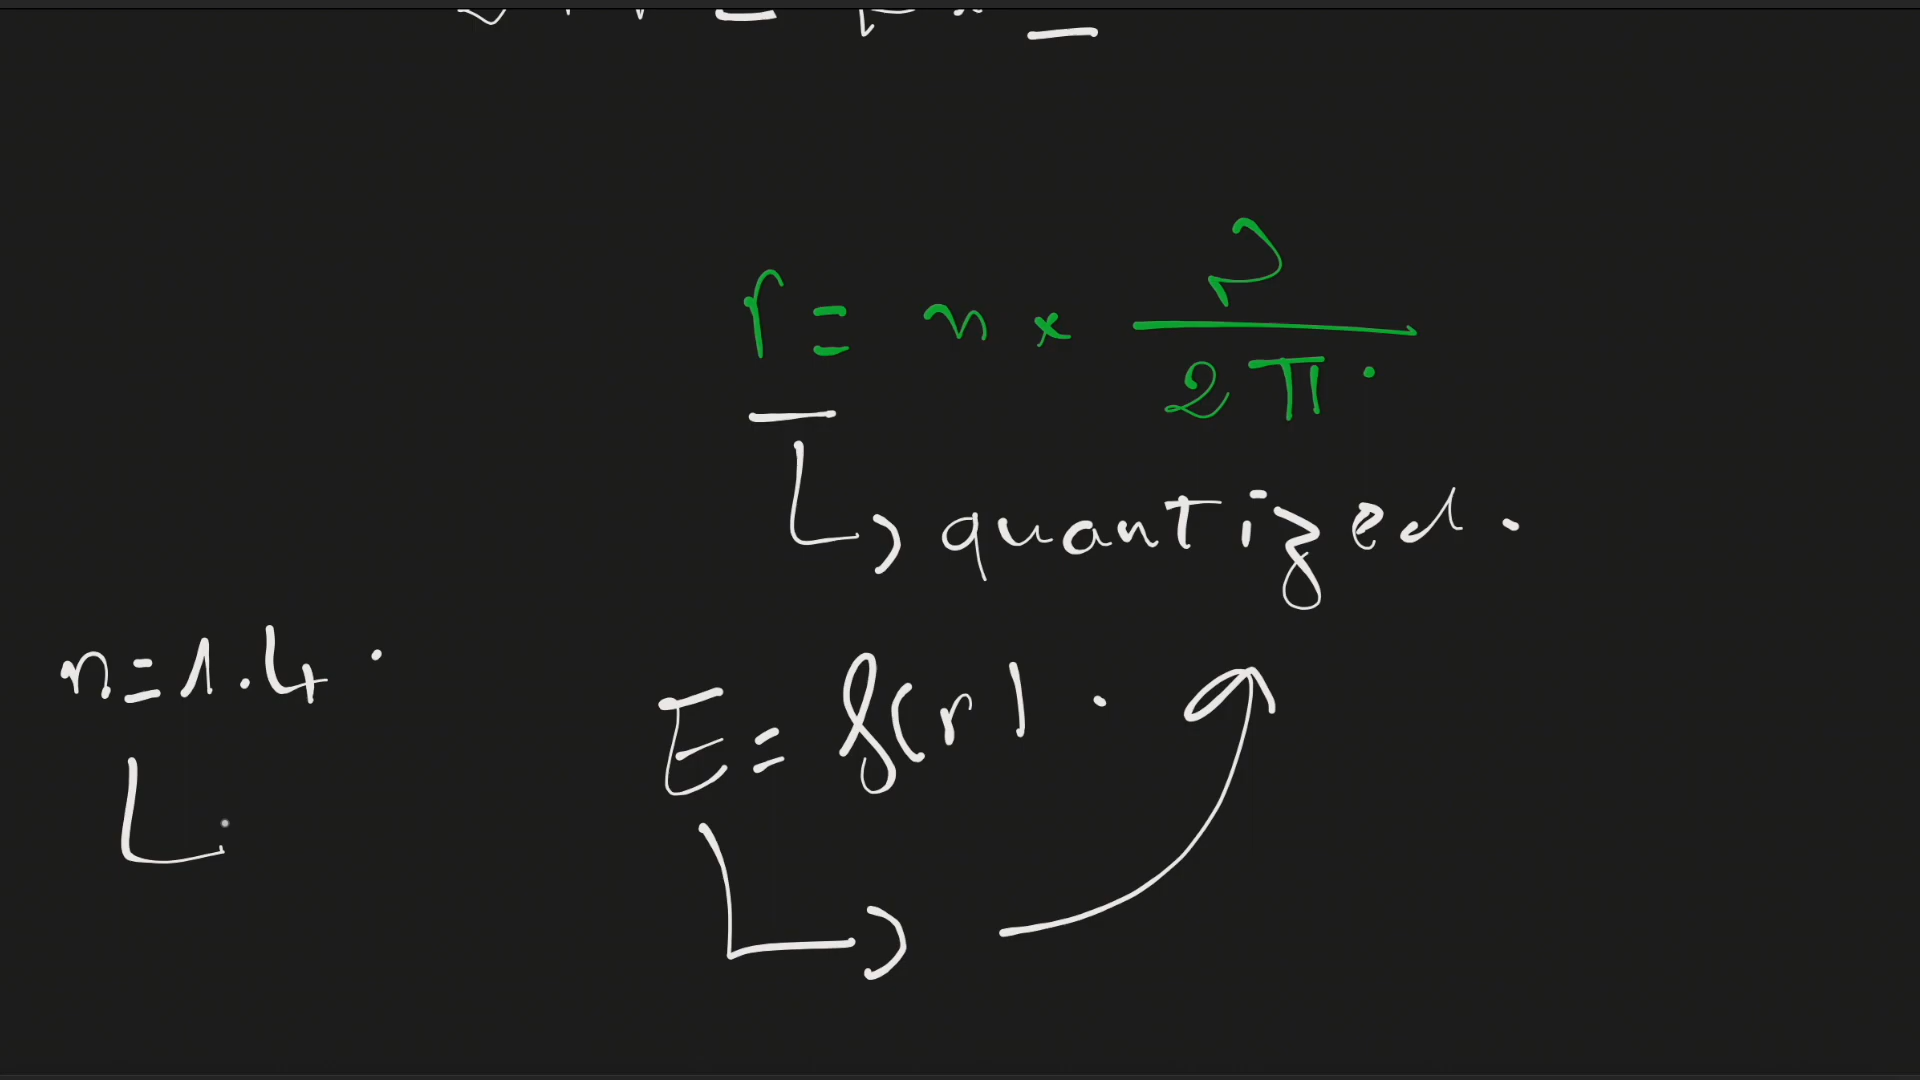 r = n × λ / 2π.
↳ quantized.
n = 1.4.
E = f(r).